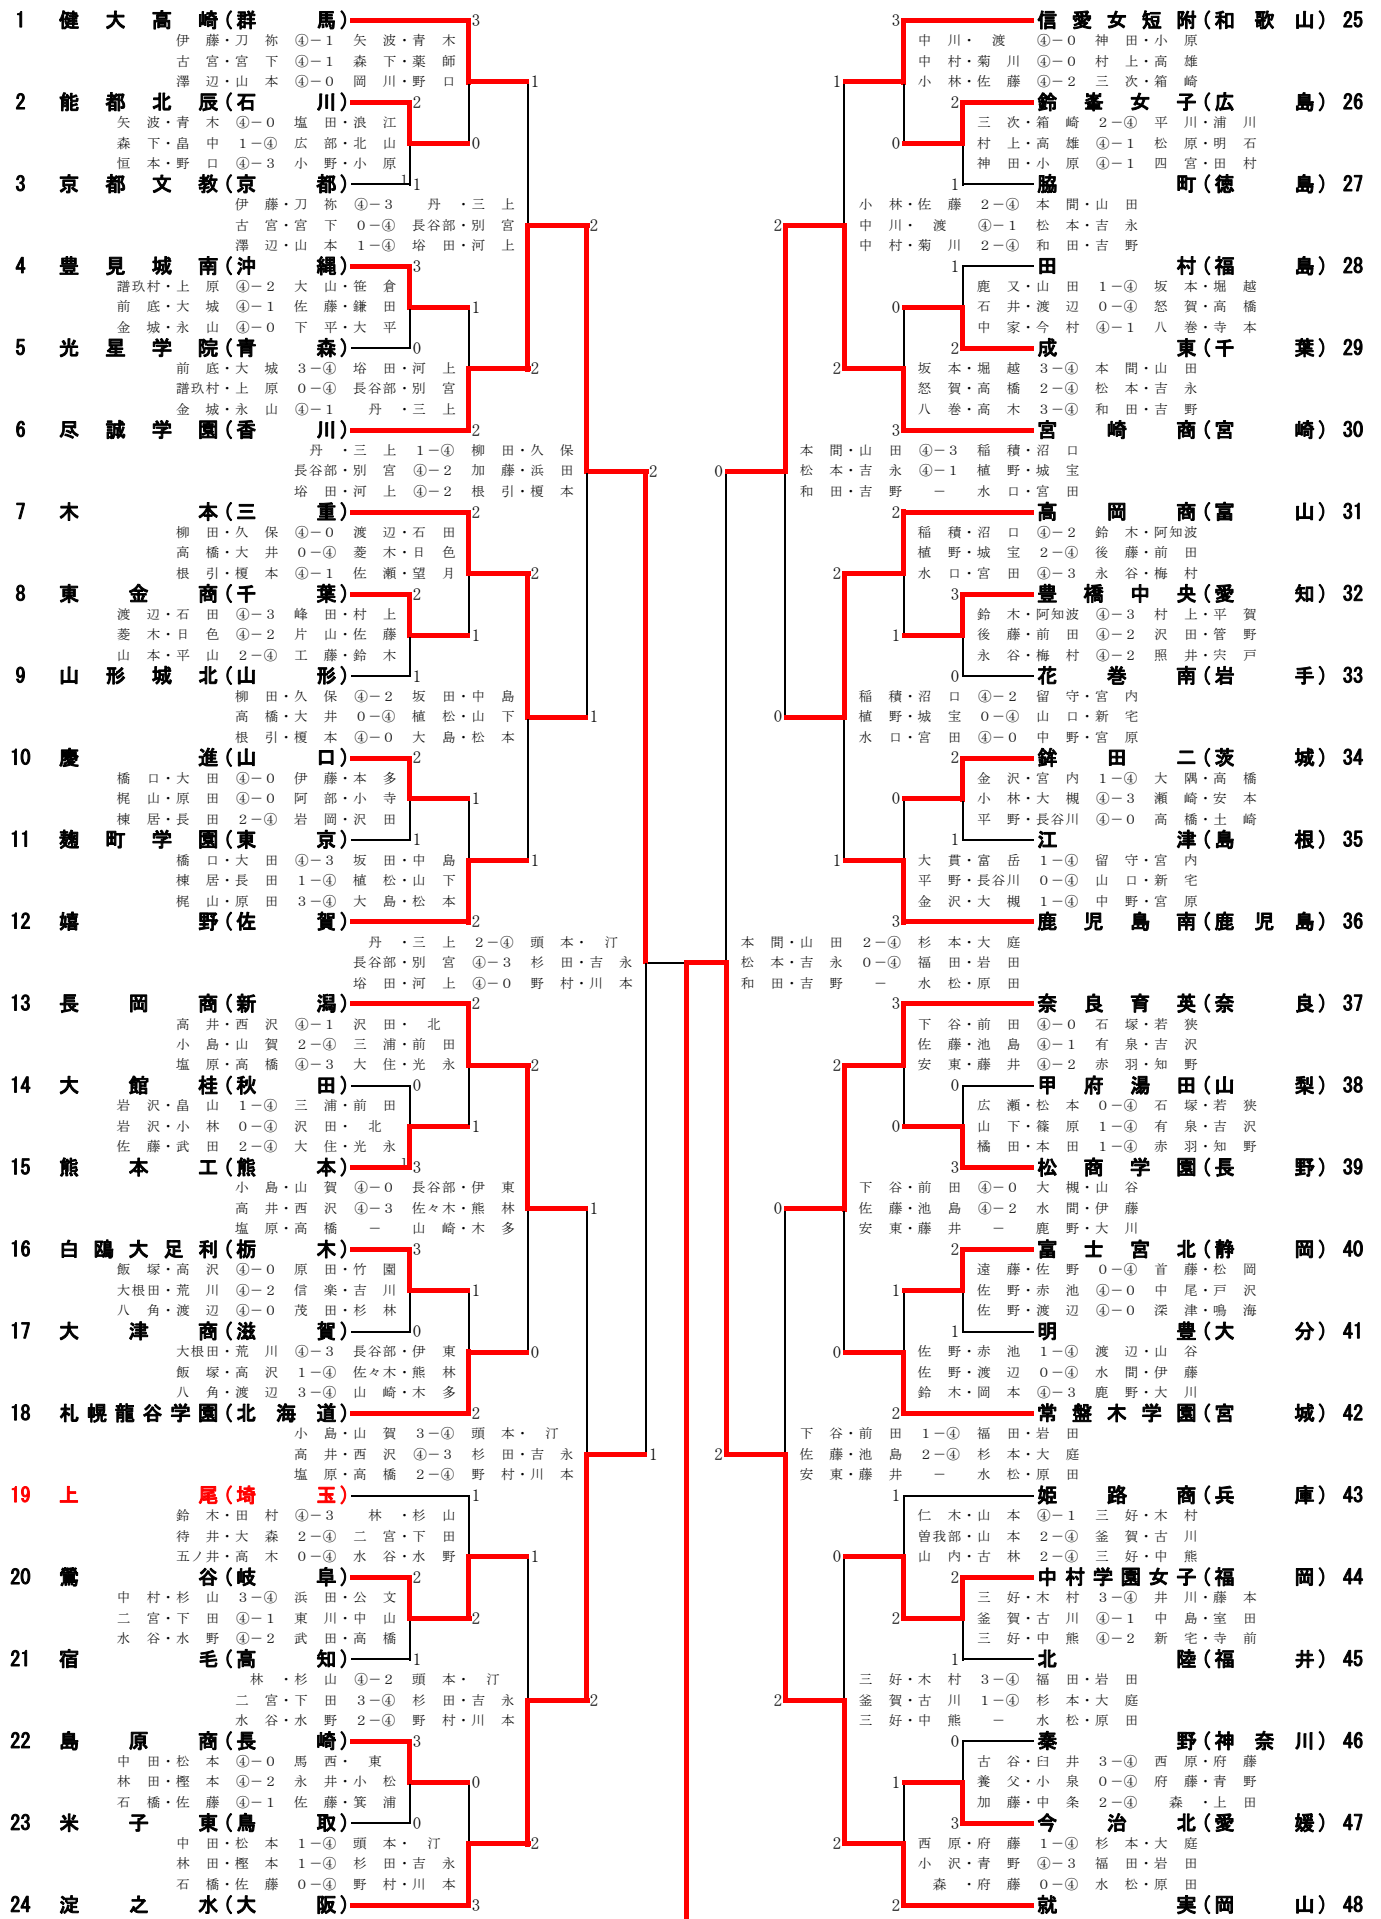 1 健大高崎(群馬) 3
伊藤・刀祢 ④-1 矢波・青木
古宮・宮下 ④-1 森下・薬師
澤辺・山本 ④-0 岡川・野口
1
2 能都北辰(石川) 2
矢波・青木 ④-0 塩田・浪江
森下・畠中 1-④ 広部・北山
0
恒本・野口 ④-3 小野・小原
3 京都文教(京都) 1
伊藤・刀祢 ④-3 丹・三上
古宮・宮下 0-④ 長谷部・別宮
2
澤辺・山本 1-④ 培田・河上
4 豊見城南(沖縄) 3
譜玖村・上原 ④-2 大山・笹倉
前底・大城 ④-1 佐藤・鎌田
1
金城・永山 ④-0 下平・大平
5 光星学院(青森) 0
前底・大城 3-④ 培田・河上
2
譜玖村・上原 0-④ 長谷部・別宮
金城・永山 ④-1 丹・三上
6 尽誠学園(香川) 2
丹・三上 1-④ 柳田・久保
長谷部・別宮 ④-2 加藤・浜田
2
培田・河上 ④-2 根引・榎本
7 木本(三重) 2
柳田・久保 ④-0 渡辺・石田
高橋・大井 0-④ 菱木・日色
根引・榎本 ④-1 佐瀬・望月
2
8 東金商(千葉) 2
渡辺・石田 ④-3 峰田・村上
菱木・日色 ④-2 片山・佐藤
1
山本・平山 2-④ 工藤・鈴木
9 山形城北(山形) 1
柳田・久保 ④-2 坂田・中島
高橋・大井 0-④ 植松・山下
1
根引・榎本 ④-0 大島・松本
10 慶進(山口) 2
橋口・大田 ④-0 伊藤・本多
梶山・原田 ④-0 阿部・小寺
1
棟居・長田 2-④ 岩岡・沢田
11 麹町学園(東京) 1
橋口・大田 ④-3 坂田・中島
1
棟居・長田 1-④ 植松・山下
梶山・原田 3-④ 大島・松本
12 嬉野(佐賀) 2
丹・三上 2-④ 頭本・汀
長谷部・別宮 ④-3 杉田・吉永
培田・河上 ④-0 野村・川本
13 長岡商(新潟) 2
高井・西沢 ④-1 沢田・北
小島・山賀 2-④ 三浦・前田
塩原・高橋 ④-3 大住・光永
2
14 大館桂(秋田) 0
岩沢・畠山 1-④ 三浦・前田
岩沢・小林 0-④ 沢田・北
1
佐藤・武田 2-④ 大住・光永
15 熊本工(熊本) 3
小島・山賀 ④-0 長谷部・伊東
高井・西沢 ④-3 佐々木・熊林
1
塩原・高橋 - 山崎・木多
16 白鴎大足利(栃木) 3
飯塚・高沢 ④-0 原田・竹園
大根田・荒川 ④-2 信楽・吉川
1
八角・渡辺 ④-0 茂田・杉林
17 大津商(滋賀) 0
大根田・荒川 ④-3 長谷部・伊東
0
飯塚・高沢 1-④ 佐々木・熊林
八角・渡辺 3-④ 山崎・木多
18 札幌龍谷学園(北海道) 2
小島・山賀 3-④ 頭本・汀
高井・西沢 ④-3 杉田・吉永
1
塩原・高橋 2-④ 野村・川本
19 上尾(埼玉) 1
鈴木・田村 ④-3 林・杉山
待井・大森 2-④ 二宮・下田
五ノ井・高木 0-④ 水谷・水野
1
20 鶯谷(岐阜) 2
中村・杉山 3-④ 浜田・公文
二宮・下田 ④-1 東川・中山
2
水谷・水野 ④-2 武田・高橋
21 宿毛(高知) 1
林・杉山 ④-2 頭本・汀
二宮・下田 3-④ 杉田・吉永
2
水谷・水野 2-④ 野村・川本
22 島原商(長崎) 3
中田・松本 ④-0 馬西・東
林田・樫本 ④-2 永井・小松
0
石橋・佐藤 ④-1 佐藤・箕浦
23 米子東(鳥取) 0
中田・松本 1-④ 頭本・汀
2
林田・樫本 1-④ 杉田・吉永
石橋・佐藤 0-④ 野村・川本
24 淀之水(大阪) 3
3 信愛女短附(和歌山) 25
中川・渡 ④-0 神田・小原
中村・菊川 ④-0 村上・高雄
小林・佐藤 ④-2 三次・箱崎
1
2 鈴峯女子(広島) 26
三次・箱崎 2-④ 平川・浦川
村上・高雄 ④-1 松原・明石
0
神田・小原 ④-1 四宮・田村
1 脇町(徳島) 27
小林・佐藤 2-④ 本間・山田
中川・渡 ④-1 松本・吉永
2
中村・菊川 2-④ 和田・吉野
1 田村(福島) 28
鹿又・山田 1-④ 坂本・堀越
石井・渡辺 0-④ 怒賀・高橋
0
中家・今村 ④-1 八巻・寺本
2 成東(千葉) 29
坂本・堀越 3-④ 本間・山田
2
怒賀・高橋 2-④ 松本・吉永
八巻・高木 3-④ 和田・吉野
3 宮崎商(宮崎) 30
本間・山田 ④-3 稲積・沼口
松本・吉永 ④-1 植野・城宝
0
和田・吉野 - 水口・宮田
2 高岡商(富山) 31
稲積・沼口 ④-2 鈴木・阿知波
植野・城宝 2-④ 後藤・前田
水口・宮田 ④-3 永谷・梅村
2
3 豊橋中央(愛知) 32
鈴木・阿知波 ④-3 村上・平賀
後藤・前田 ④-2 沢田・管野
1
永谷・梅村 ④-2 照井・宍戸
0 花巻南(岩手) 33
稲積・沼口 ④-2 留守・宮内
植野・城宝 0-④ 山口・新宅
0
水口・宮田 ④-0 中野・宮原
2 鉾田二(茨城) 34
金沢・宮内 1-④ 大隅・高橋
小林・大槻 ④-3 瀬崎・安本
0
平野・長谷川 ④-0 高橋・土崎
1 江津(島根) 35
大貫・富岳 1-④ 留守・宮内
1
平野・長谷川 0-④ 山口・新宅
金沢・大槻 1-④ 中野・宮原
3 鹿児島南(鹿児島) 36
本間・山田 2-④ 杉本・大庭
松本・吉永 0-④ 福田・岩田
和田・吉野 - 水松・原田
3 奈良育英(奈良) 37
下谷・前田 ④-0 石塚・若狭
佐藤・池島 ④-1 有泉・吉沢
安東・藤井 ④-2 赤羽・知野
2
0 甲府湯田(山梨) 38
広瀬・松本 0-④ 石塚・若狭
山下・篠原 1-④ 有泉・吉沢
0
橘田・本田 1-④ 赤羽・知野
3 松商学園(長野) 39
下谷・前田 ④-0 大槻・山谷
佐藤・池島 ④-2 水間・伊藤
0
安東・藤井 - 鹿野・大川
2 富士宮北(静岡) 40
遠藤・佐野 0-④ 首藤・松岡
佐野・赤池 ④-0 中尾・戸沢
1
佐野・渡辺 ④-0 深津・鳴海
1 明豊(大分) 41
佐野・赤池 1-④ 渡辺・山谷
0
佐野・渡辺 0-④ 水間・伊藤
鈴木・岡本 ④-3 鹿野・大川
2 常盤木学園(宮城) 42
下谷・前田 1-④ 福田・岩田
佐藤・池島 2-④ 杉本・大庭
2
安東・藤井 - 水松・原田
1 姫路商(兵庫) 43
仁木・山本 ④-1 三好・木村
曽我部・山本 2-④ 釜賀・古川
山内・古林 2-④ 三好・中熊
0
2 中村学園女子(福岡) 44
三好・木村 3-④ 井川・藤本
釜賀・古川 ④-1 中島・室田
2
三好・中熊 ④-2 新宅・寺前
1 北陸(福井) 45
三好・木村 3-④ 福田・岩田
釜賀・古川 1-④ 杉本・大庭
2
三好・中熊 - 水松・原田
0 秦野(神奈川) 46
古谷・臼井 3-④ 西原・府藤
養父・小泉 0-④ 府藤・青野
1
加藤・中条 2-④ 森・上田
3 今治北(愛媛) 47
西原・府藤 1-④ 杉本・大庭
2
小沢・青野 ④-3 福田・岩田
森・府藤 0-④ 水松・原田
2 就実(岡山) 48